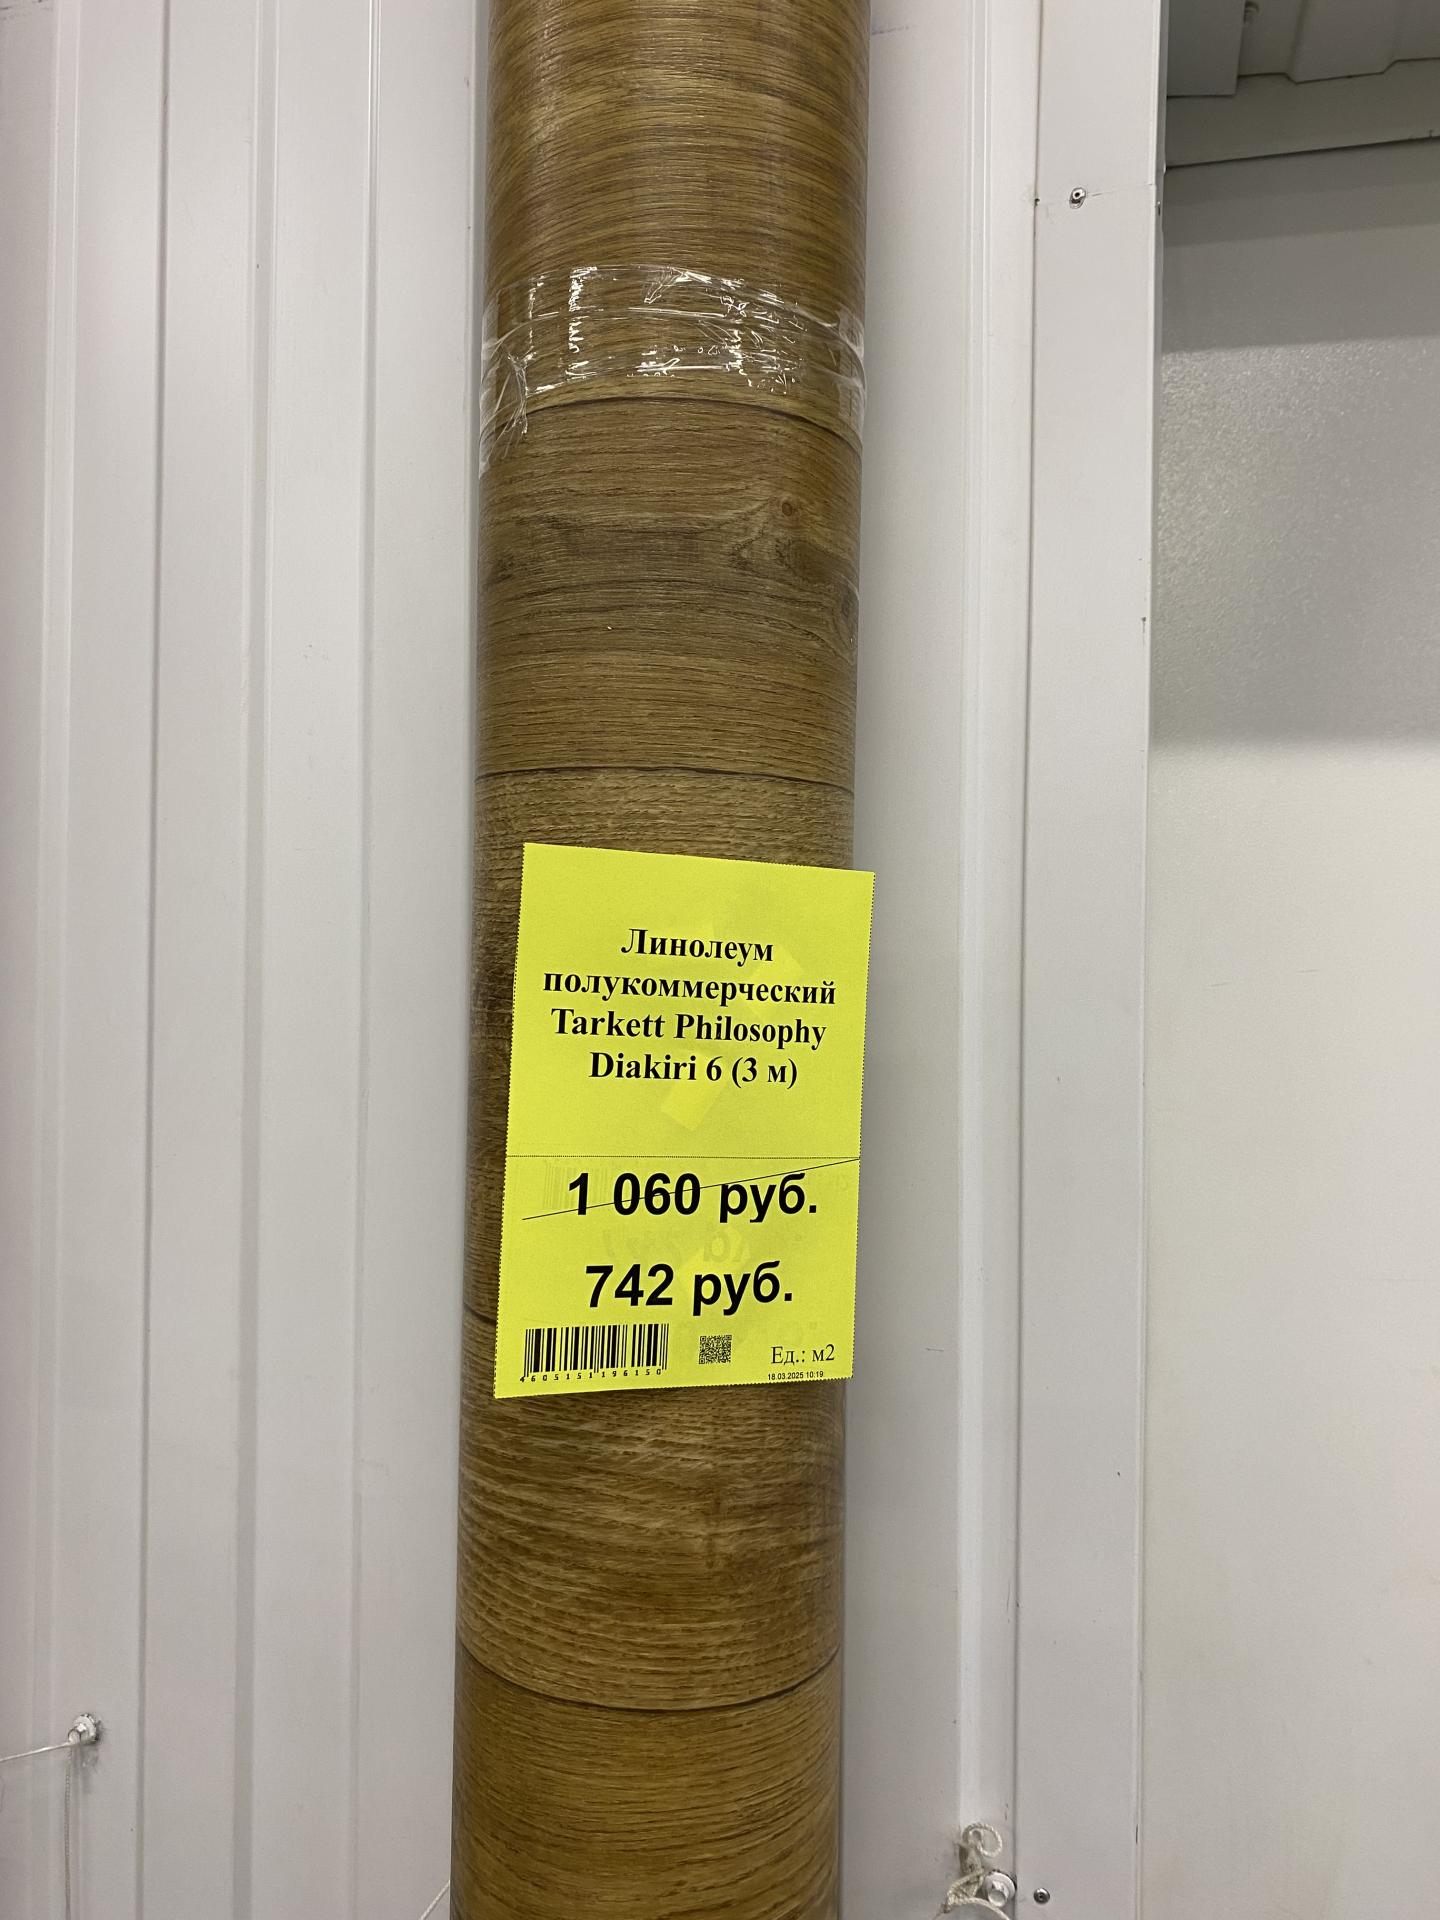 Линолеум
полукоммерческий
Tarkett Philosophy
Diakiri 6 (3 м)
1 060 руб.
742 руб.
4605151196150
Ед.: м2
18.03.2025 10:19